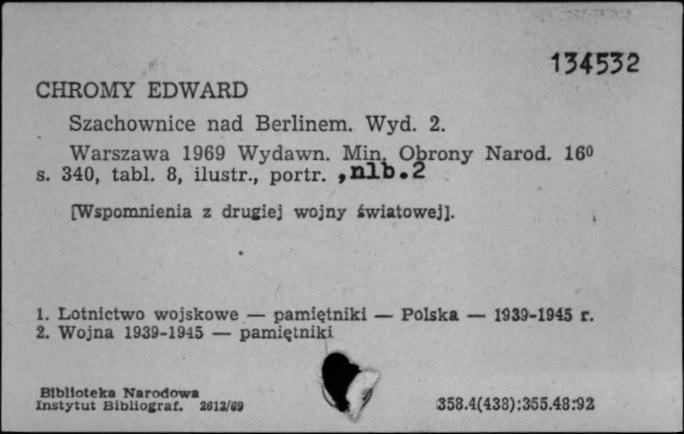 134532
CHROMY EDWARD
Szachownice nad Berlinem. Wyd. 2.
Warszawa 1969 Wydawn. Min. Obrony Narod. 16⁰
s. 340, tabl. 8, ilustr., portr. , nlb. 2
[Wspomnienia z drugiej wojny światowej].
1. Lotnictwo wojskowe — pamiętniki — Polska — 1939-1945 r.
2. Wojna 1939-1945 — pamiętniki
Biblioteka Narodowa
Instytut Bibliograf. 2613/69
358.4(438):355.48:92